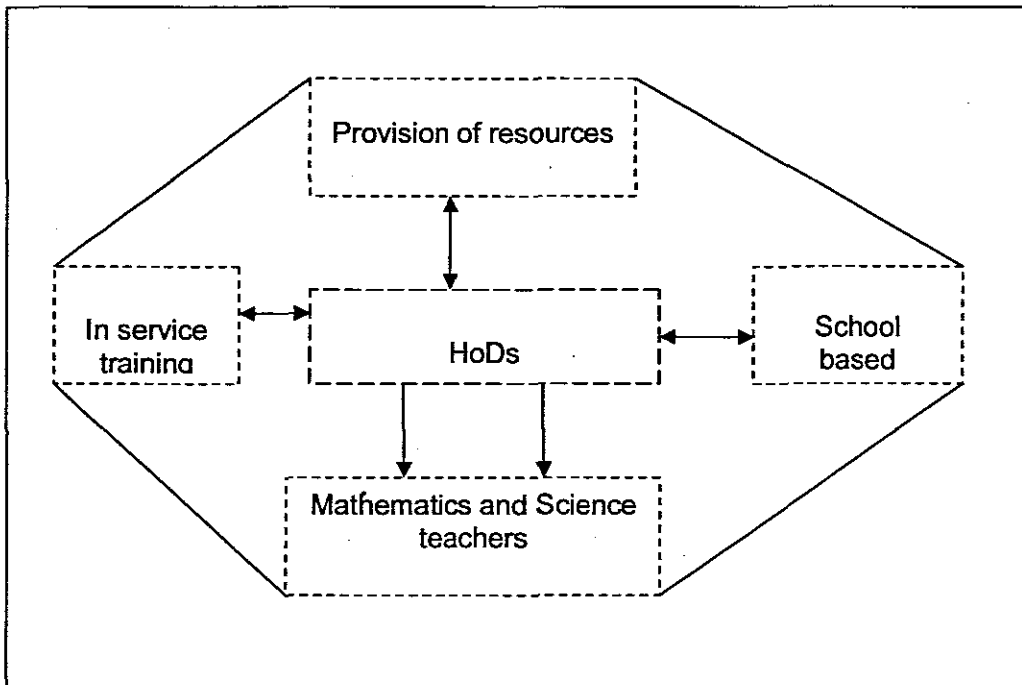 Provision of resources
In service
training
HoDs
School
based
Mathematics and Science
teachers